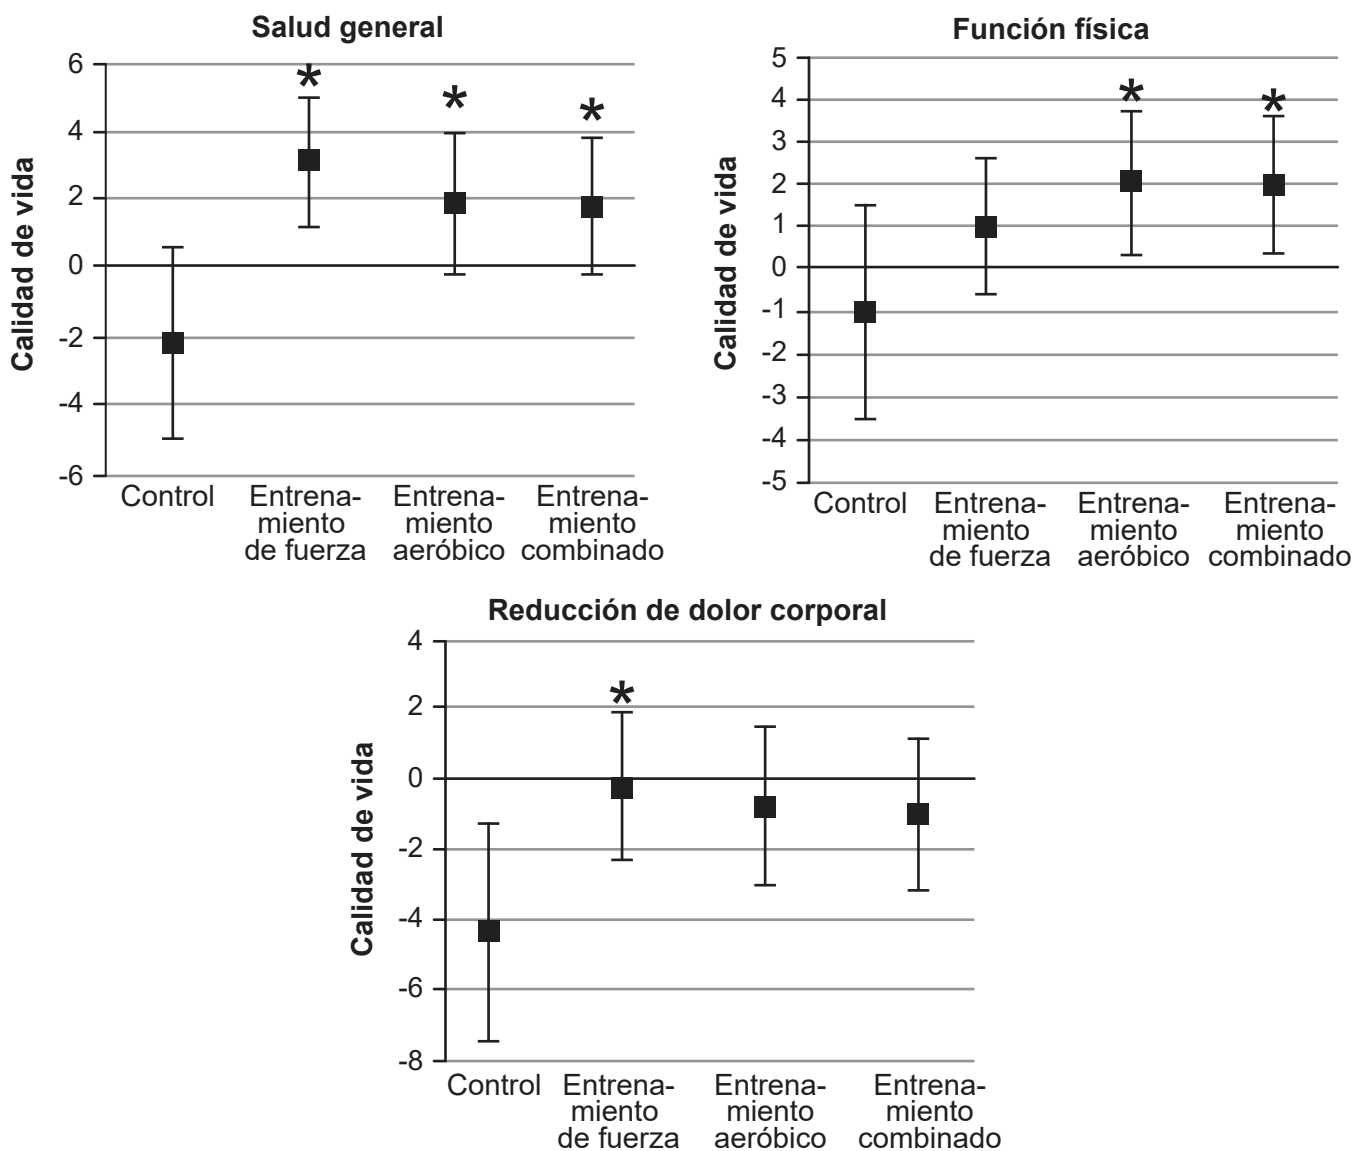 Salud general
6
4
2
0
-2
-4
-6
Calidad de vida
*
*
*
Control
Entrena-
miento
de fuerza
Entrena-
miento
aeróbico
Entrena-
miento
combinado
Función física
5
4
3
2
1
0
-1
-2
-3
-4
-5
Calidad de vida
*
*
Control
Entrena-
miento
de fuerza
Entrena-
miento
aeróbico
Entrena-
miento
combinado
Reducción de dolor corporal
4
2
0
-2
-4
-6
-8
Calidad de vida
*
Control
Entrena-
miento
de fuerza
Entrena-
miento
aeróbico
Entrena-
miento
combinado